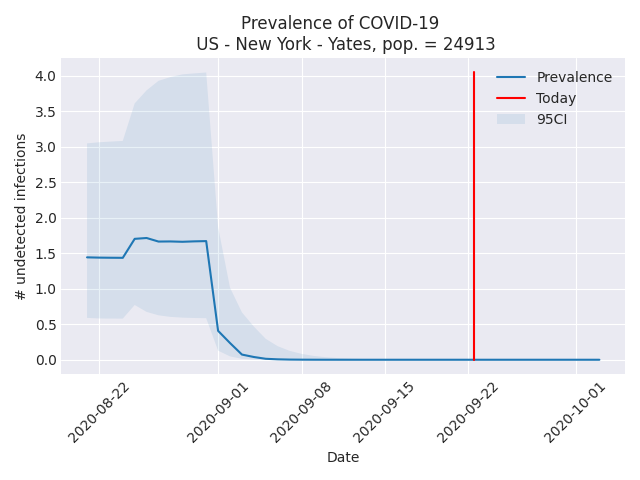 Prevalence of COVID-19
US - New York - Yates, pop. = 24913
# undetected infections
4.0
3.5
3.0
2.5
2.0
1.5
1.0
0.5
0.0
Prevalence
Today
95CI
2020-08-22
2020-09-01
2020-09-08
2020-09-15
2020-09-22
2020-10-01
Date